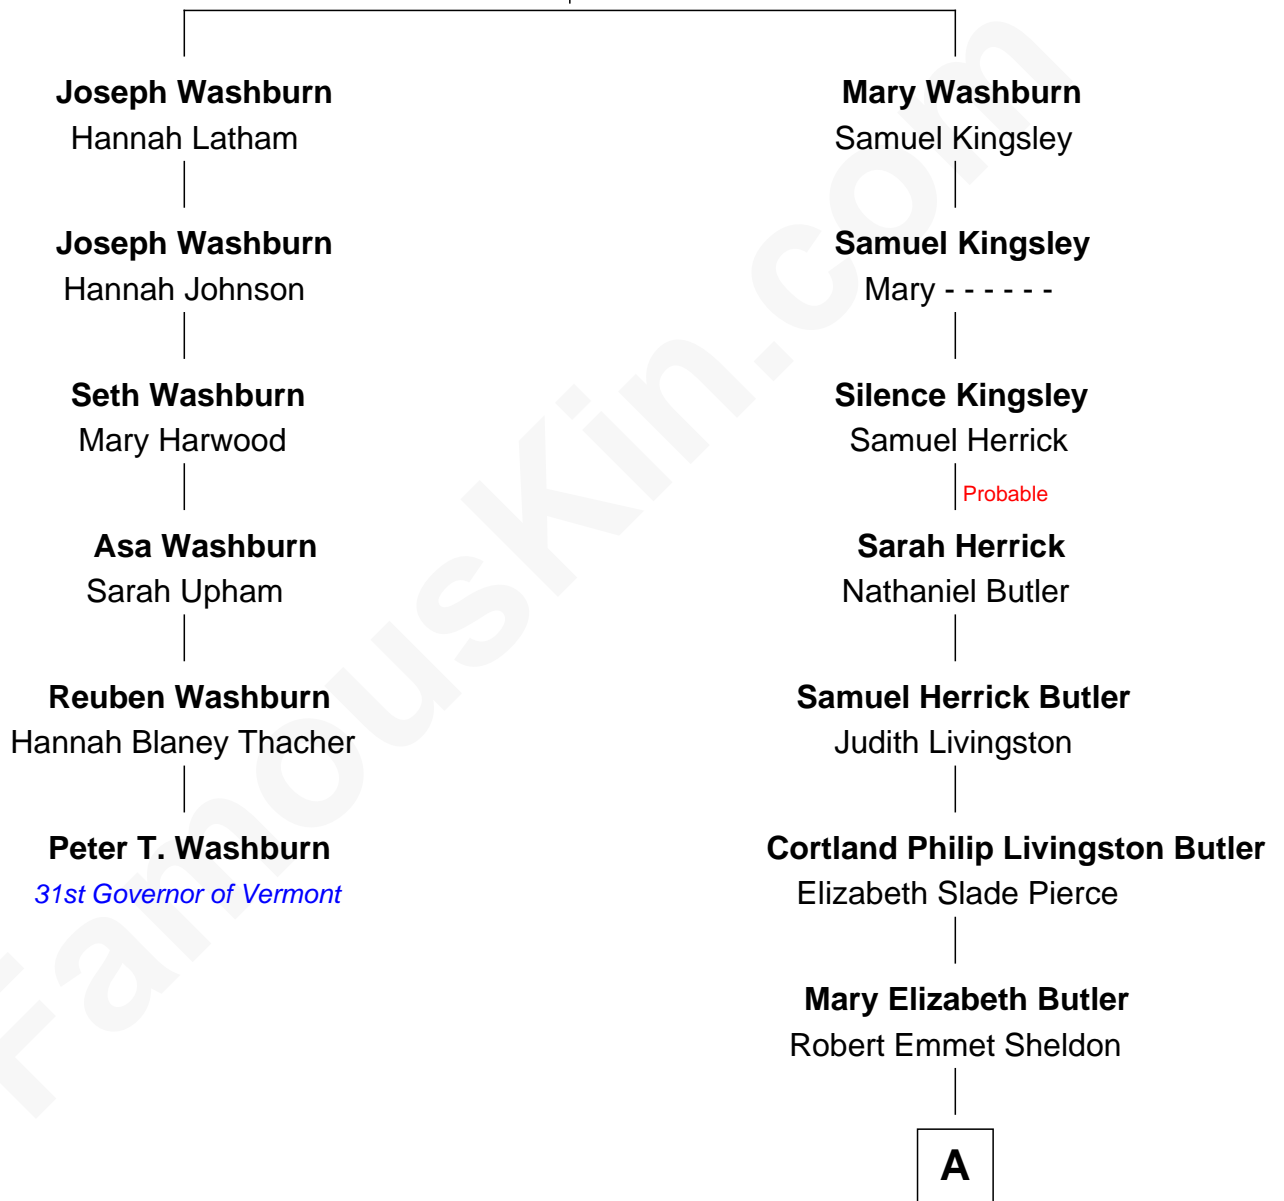 Joseph Washburn
Hannah Latham
Joseph Washburn
Hannah Johnson
Seth Washburn
Mary Harwood
Asa Washburn
Sarah Upham
Reuben Washburn
Hannah Blaney Thacher
Peter T. Washburn
31st Governor of Vermont
Mary Washburn
Samuel Kingsley
Samuel Kingsley
Mary - - - - - -
Silence Kingsley
Samuel Herrick
Probable
Sarah Herrick
Nathaniel Butler
Samuel Herrick Butler
Judith Livingston
Cortland Philip Livingston Butler
Elizabeth Slade Pierce
Mary Elizabeth Butler
Robert Emmet Sheldon
A
FamousKin.com